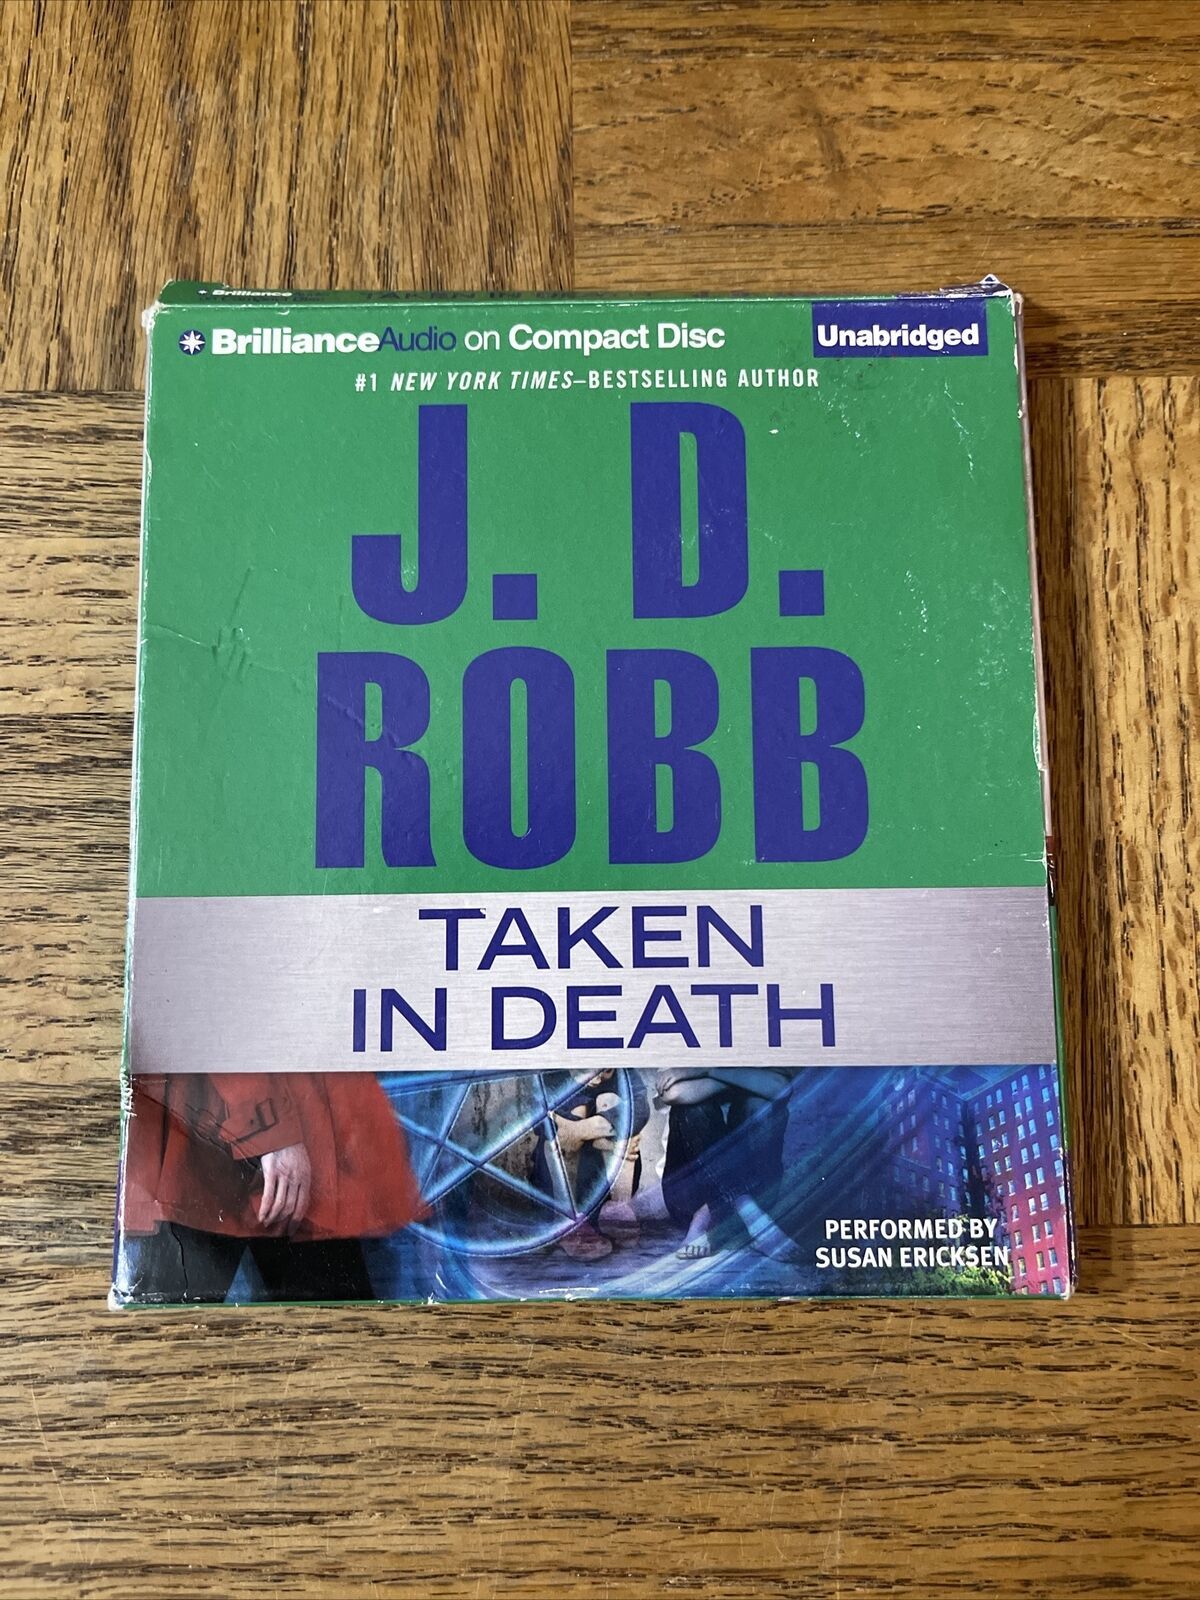 Brilliance
BrillianceAudio on Compact Disc
Unabridged
#1 NEW YORK TIMES–BESTSELLING AUTHOR
J. D.
ROBB
TAKEN
IN DEATH
PERFORMED BY
SUSAN ERICKSEN